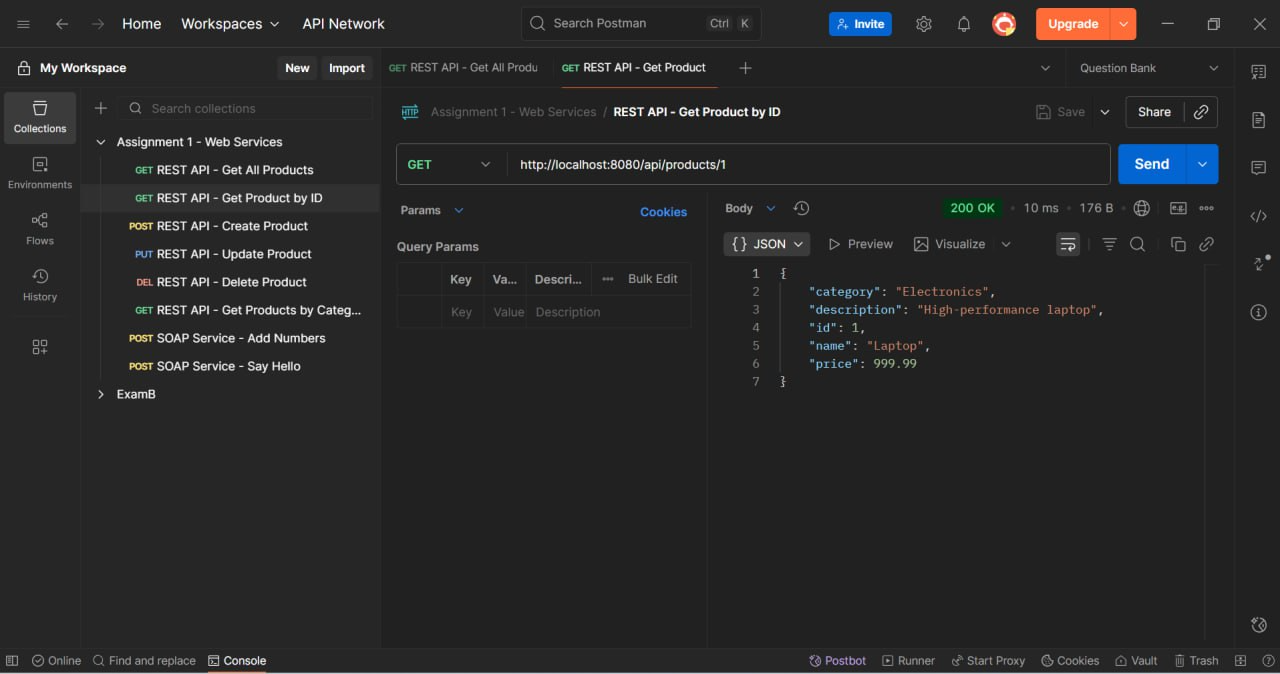 Home Workspaces API Network Search Postman Ctrl K Invite Upgrade
My Workspace New Import GET REST API - Get All Produ GET REST API - Get Product Question Bank
Collections
Environments
Flows
History
Search collections
Assignment 1 - Web Services
GET REST API - Get All Products
GET REST API - Get Product by ID
POST REST API - Create Product
PUT REST API - Update Product
DEL REST API - Delete Product
GET REST API - Get Products by Categ...
POST SOAP Service - Add Numbers
POST SOAP Service - Say Hello
ExamB
HTTP Assignment 1 - Web Services / REST API - Get Product by ID Save Share
GET http://localhost:8080/api/products/1 Send
Params Cookies
Query Params
Key Va... Descri... Bulk Edit
Key Value Description
Body 200 OK 10 ms 176 B e.g.
{} JSON Preview Visualize
1 {
2 "category": "Electronics",
3 "description": "High-performance laptop",
4 "id": 1,
5 "name": "Laptop",
6 "price": 999.99
7 }
Online Find and replace Console Postbot Runner Start Proxy Cookies Vault Trash